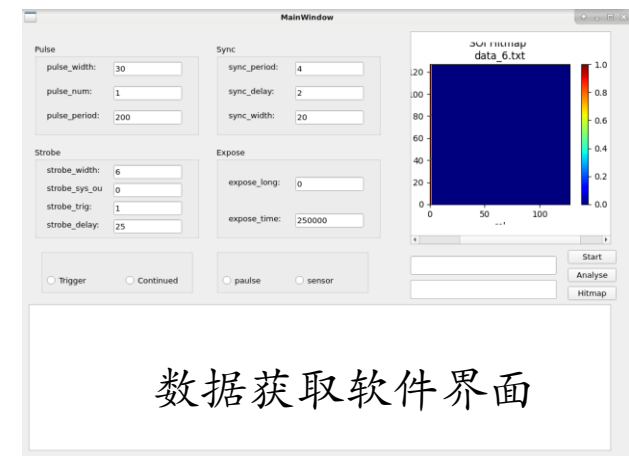 MainWindow
Pulse
pulse_width: 30
pulse_num: 1
pulse_period: 200
Sync
sync_period: 4
sync_delay: 2
sync_width: 20
Strobe
strobe_width: 6
strobe_sys_ou 0
strobe_trig: 1
strobe_delay: 25
Expose
expose_long: 0
expose_time: 250000
Trigger
Continued
paulse
sensor
data_6.txt
80
60
40
20
0
0 50 100
1.0
0.8
0.6
0.4
0.2
0.0
Start
Analyse
Hitmap
数据获取软件界面